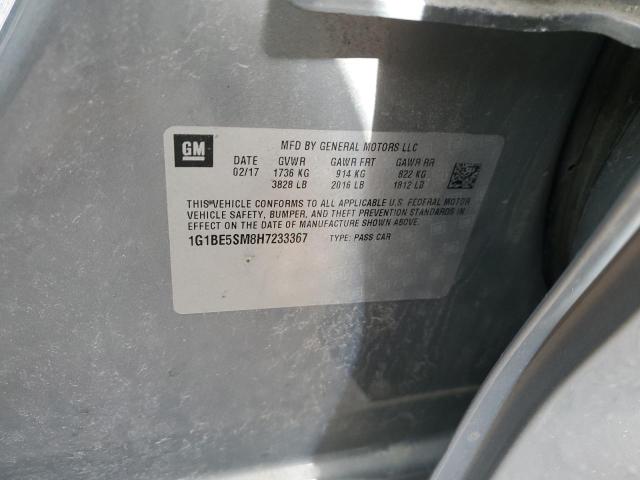 GM
MFD BY GENERAL MOTORS LLC
DATE GVWR GAWR FRT GAWR RR
02/17 1736 KG 914 KG 822 KG
3828 LB 2016 LB 1812 LB
THIS VEHICLE CONFORMS TO ALL APPLICABLE U.S. FEDERAL MOTOR
VEHICLE SAFETY, BUMPER, AND THEFT PREVENTION STANDARDS IN
EFFECT ON THE DATE OF MANUFACTURE SHOWN ABOVE.
1G1BE5SM8H7233367 TYPE: PASS CAR